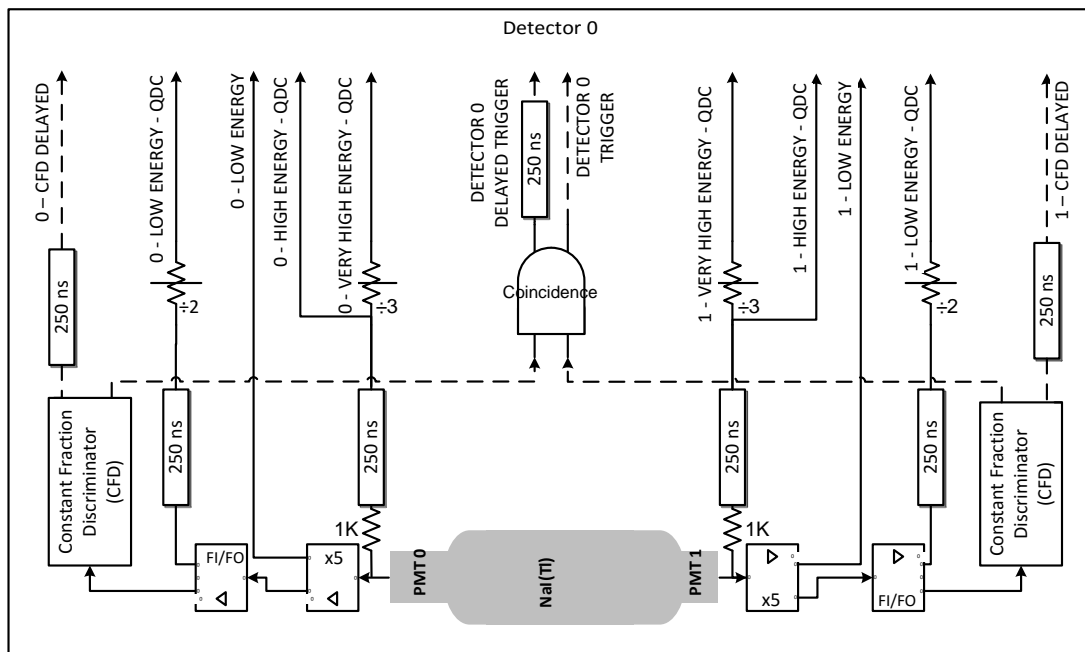 Detector 0
0 – CFD DELAYED
0 - LOW ENERGY - QDC
0 - LOW ENERGY
0 - HIGH ENERGY - QDC
0 - VERY HIGH ENERGY - QDC
DETECTOR 0
DELAYED TRIGGER
DETECTOR 0
TRIGGER
1 - VERY HIGH ENERGY - QDC
1 - HIGH ENERGY - QDC
1 - LOW ENERGY
1 - LOW ENERGY - QDC
1 – CFD DELAYED
250 ns
250 ns
250 ns
÷2
÷3
Coincidence
÷3
÷2
Constant Fraction
Discriminator
(CFD)
250 ns
250 ns
250 ns
250 ns
Constant Fraction
Discriminator
(CFD)
1K
1K
FI/FO
x5
PMT 0
NaI(Tl)
PMT 1
x5
FI/FO